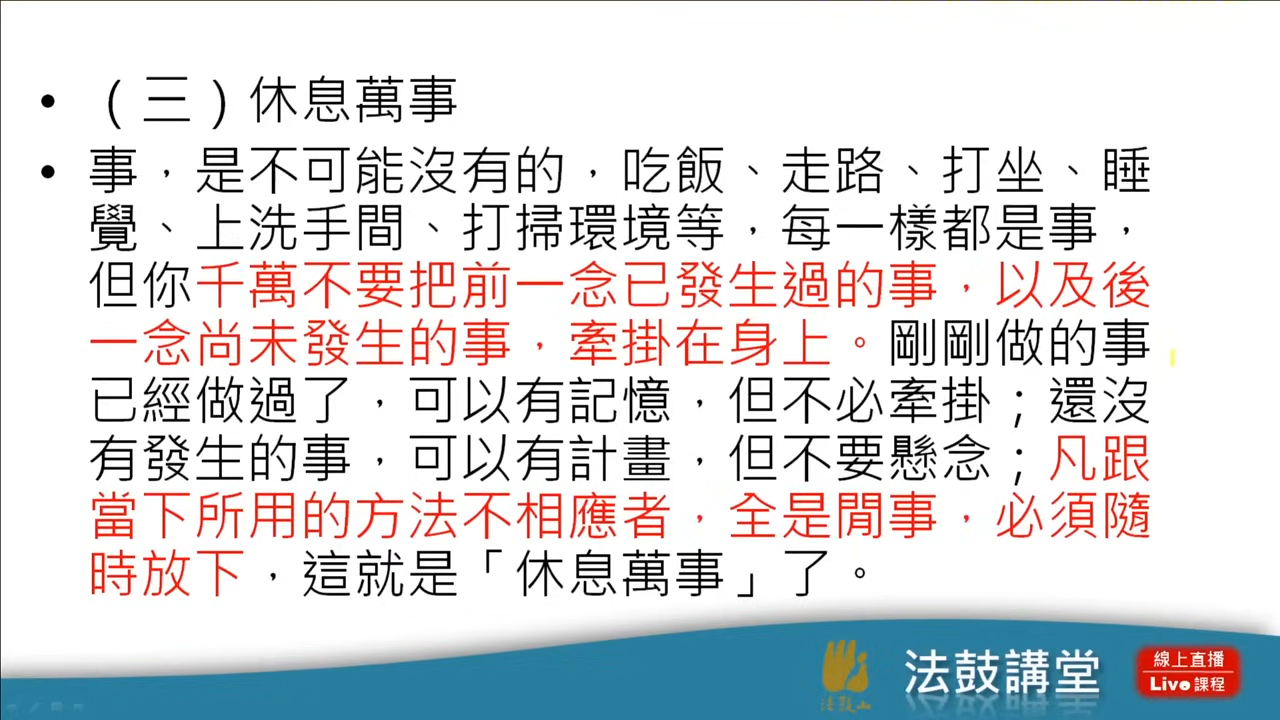 • （三）休息萬事
• 事，是不可能沒有的，吃飯、走路、打坐、睡
覺、上洗手間、打掃環境等，每一樣都是事，
但你千萬不要把前一念已發生過的事，以及後
一念尚未發生的事，牽掛在身上。剛剛做的事
已經做過了，可以有記憶，但不必牽掛；還沒
有發生的事，可以有計畫，但不要懸念；凡跟
當下所用的方法不相應者，全是閒事，必須隨
時放下，這就是「休息萬事」了。
法鼓山
法鼓講堂
線上直播
Live 課程